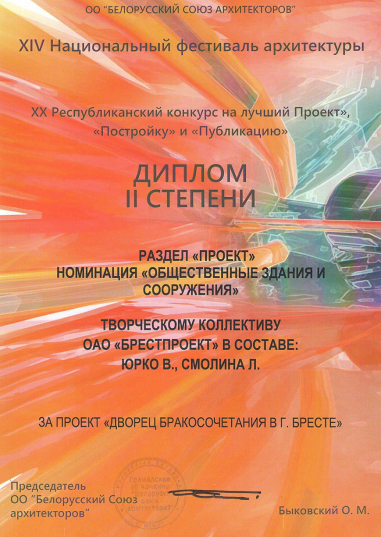 ОО "БЕЛОРУССКИЙ СОЮЗ АРХИТЕКТОРОВ"
XIV Национальный фестиваль архитектуры
XX Республиканский конкурс на лучший Проект»,
«Постройку» и «Публикацию»
ДИПЛОМ
II СТЕПЕНИ
РАЗДЕЛ «ПРОЕКТ»
НОМИНАЦИЯ «ОБЩЕСТВЕННЫЕ ЗДАНИЯ И
СООРУЖЕНИЯ»
ТВОРЧЕСКОМУ КОЛЛЕКТИВУ
ОАО «БРЕСТПРОЕКТ» В СОСТАВЕ:
ЮРКО В., СМОЛИНА Л.
ЗА ПРОЕКТ «ДВОРЕЦ БРАКОСОЧЕТАНИЯ В Г. БРЕСТЕ»
Председатель
ОО "Белорусский Союз
архитекторов"
Быковский О. М.